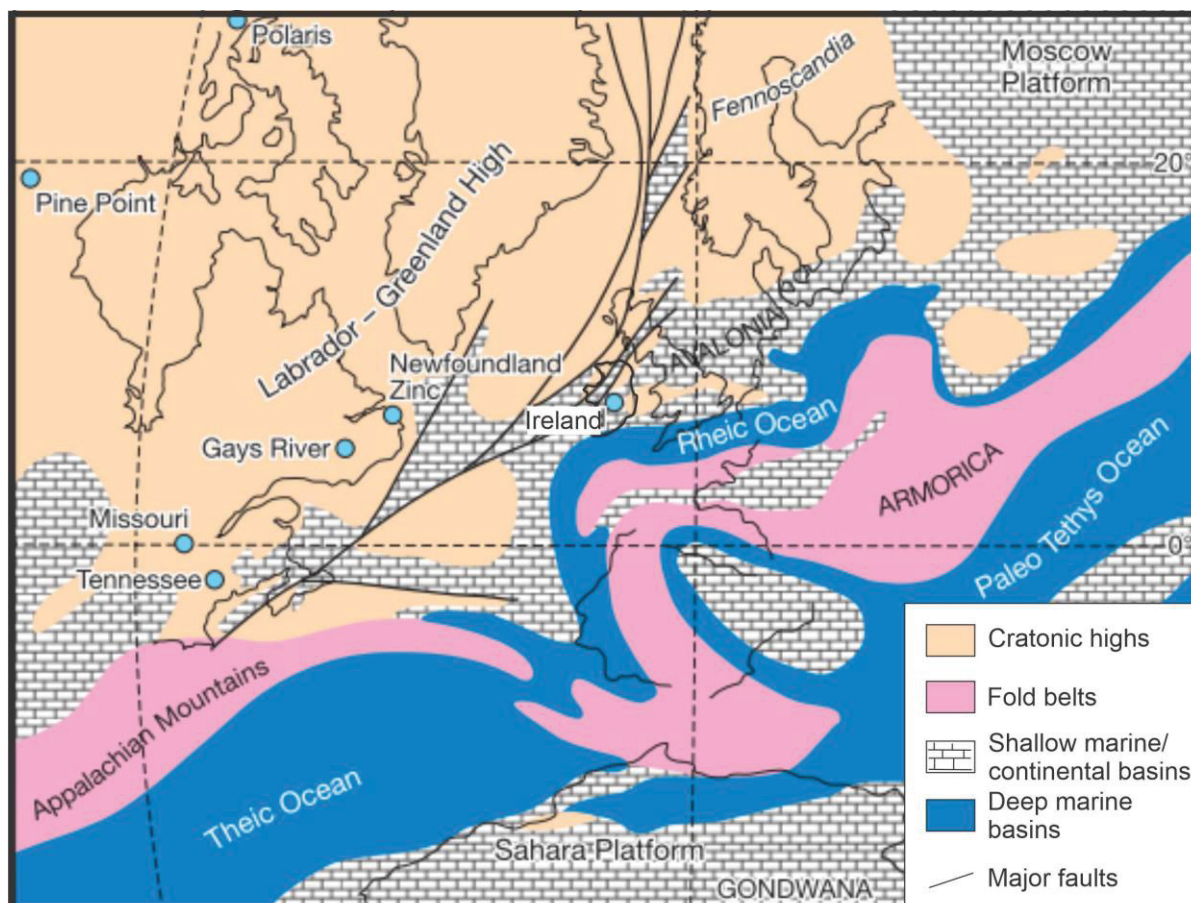 Polaris
Moscow
Platform
Fennoscandia
20°
Pine Point
Labrador – Greenland High
AVALONIA
Newfoundland
Zinc
Ireland
Rheic Ocean
Gays River
ARMORICA
Paleo Tethys Ocean
Missouri
0°
Tennessee
Appalachian Mountains
Theic Ocean
Sahara Platform
GONDWANA
Cratonic highs
Fold belts
Shallow marine/
continental basins
Deep marine
basins
Major faults